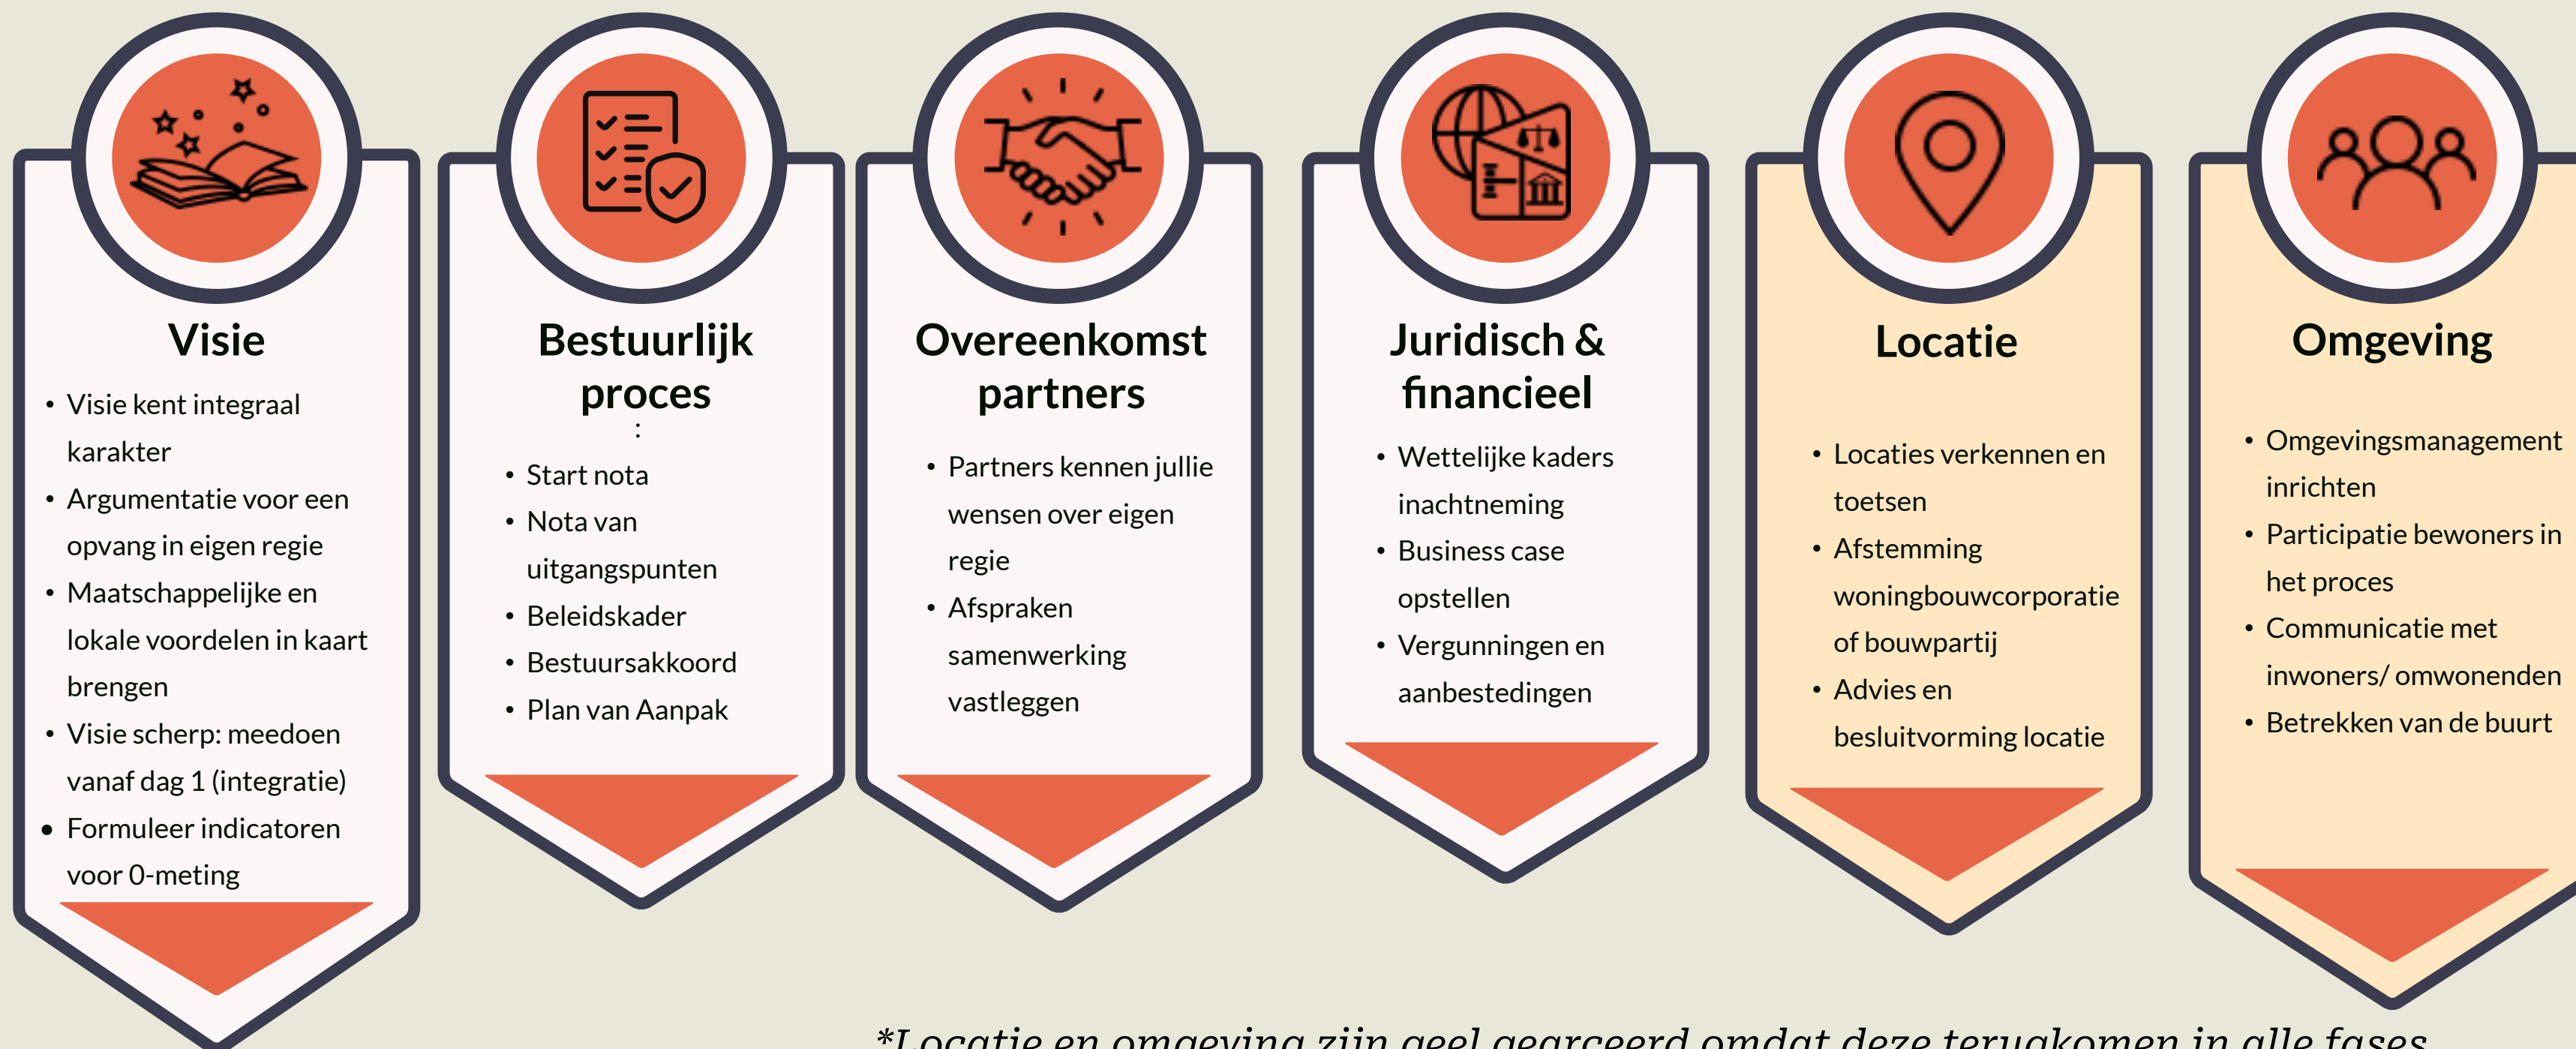 Visie
• Visie kent integraal
karakter
• Argumentatie voor een
opvang in eigen regie
• Maatschappelijke en
lokale voordelen in kaart
brengen
• Visie scherp: meedoen
vanaf dag 1 (integratie)
• Formuleer indicatoren
voor 0-meting
Bestuurlijk
proces
:
• Start nota
• Nota van
uitgangspunten
• Beleidskader
• Bestuursakkoord
• Plan van Aanpak
Overeenkomst
partners
• Partners kennen jullie
wensen over eigen
regie
• Afspraken
samenwerking
vastleggen
Juridisch &
financieel
• Wettelijke kaders
inachtneming
• Business case
opstellen
• Vergunningen en
aanbestedingen
Locatie
• Locaties verkennen en
toetsen
• Afstemming
woningbouwcorporatie
of bouwpartij
• Advies en
besluitvorming locatie
Omgeving
• Omgevingsmanagement
inrichten
• Participatie bewoners in
het proces
• Communicatie met
inwoners/ omwonenden
• Betrekken van de buurt
*Locatie en omgeving zijn geel gearceerd omdat deze terugkomen in alle fases